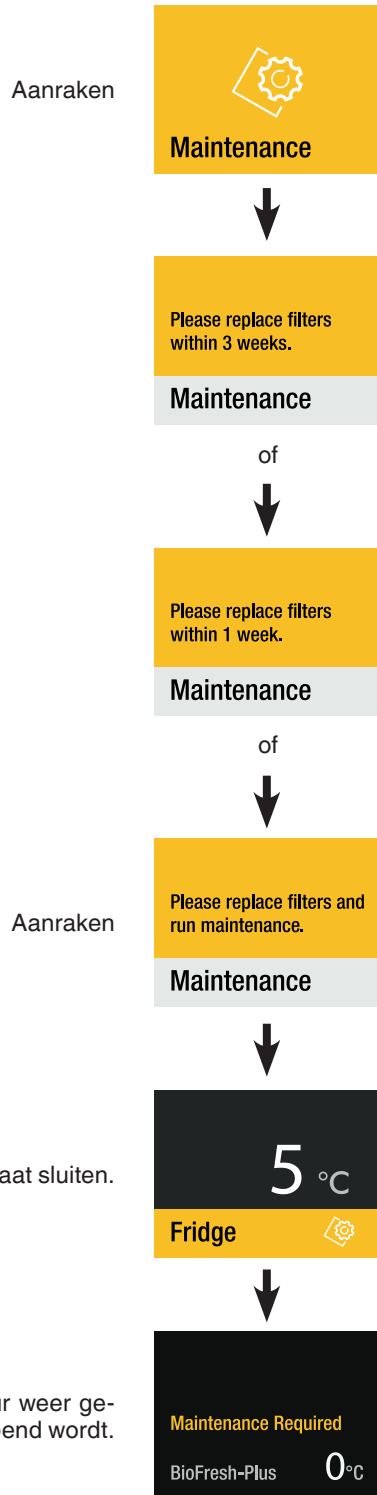 Aanraken
Maintenance
Please replace filters
within 3 weeks.
Maintenance
of
Please replace filters
within 1 week.
Maintenance
of
Aanraken
Please replace filters and
run maintenance.
Maintenance
5 °C
aat sluiten.
Fridge
ur weer ge-
end wordt.
Maintenance Required
BioFresh-Plus 0°C